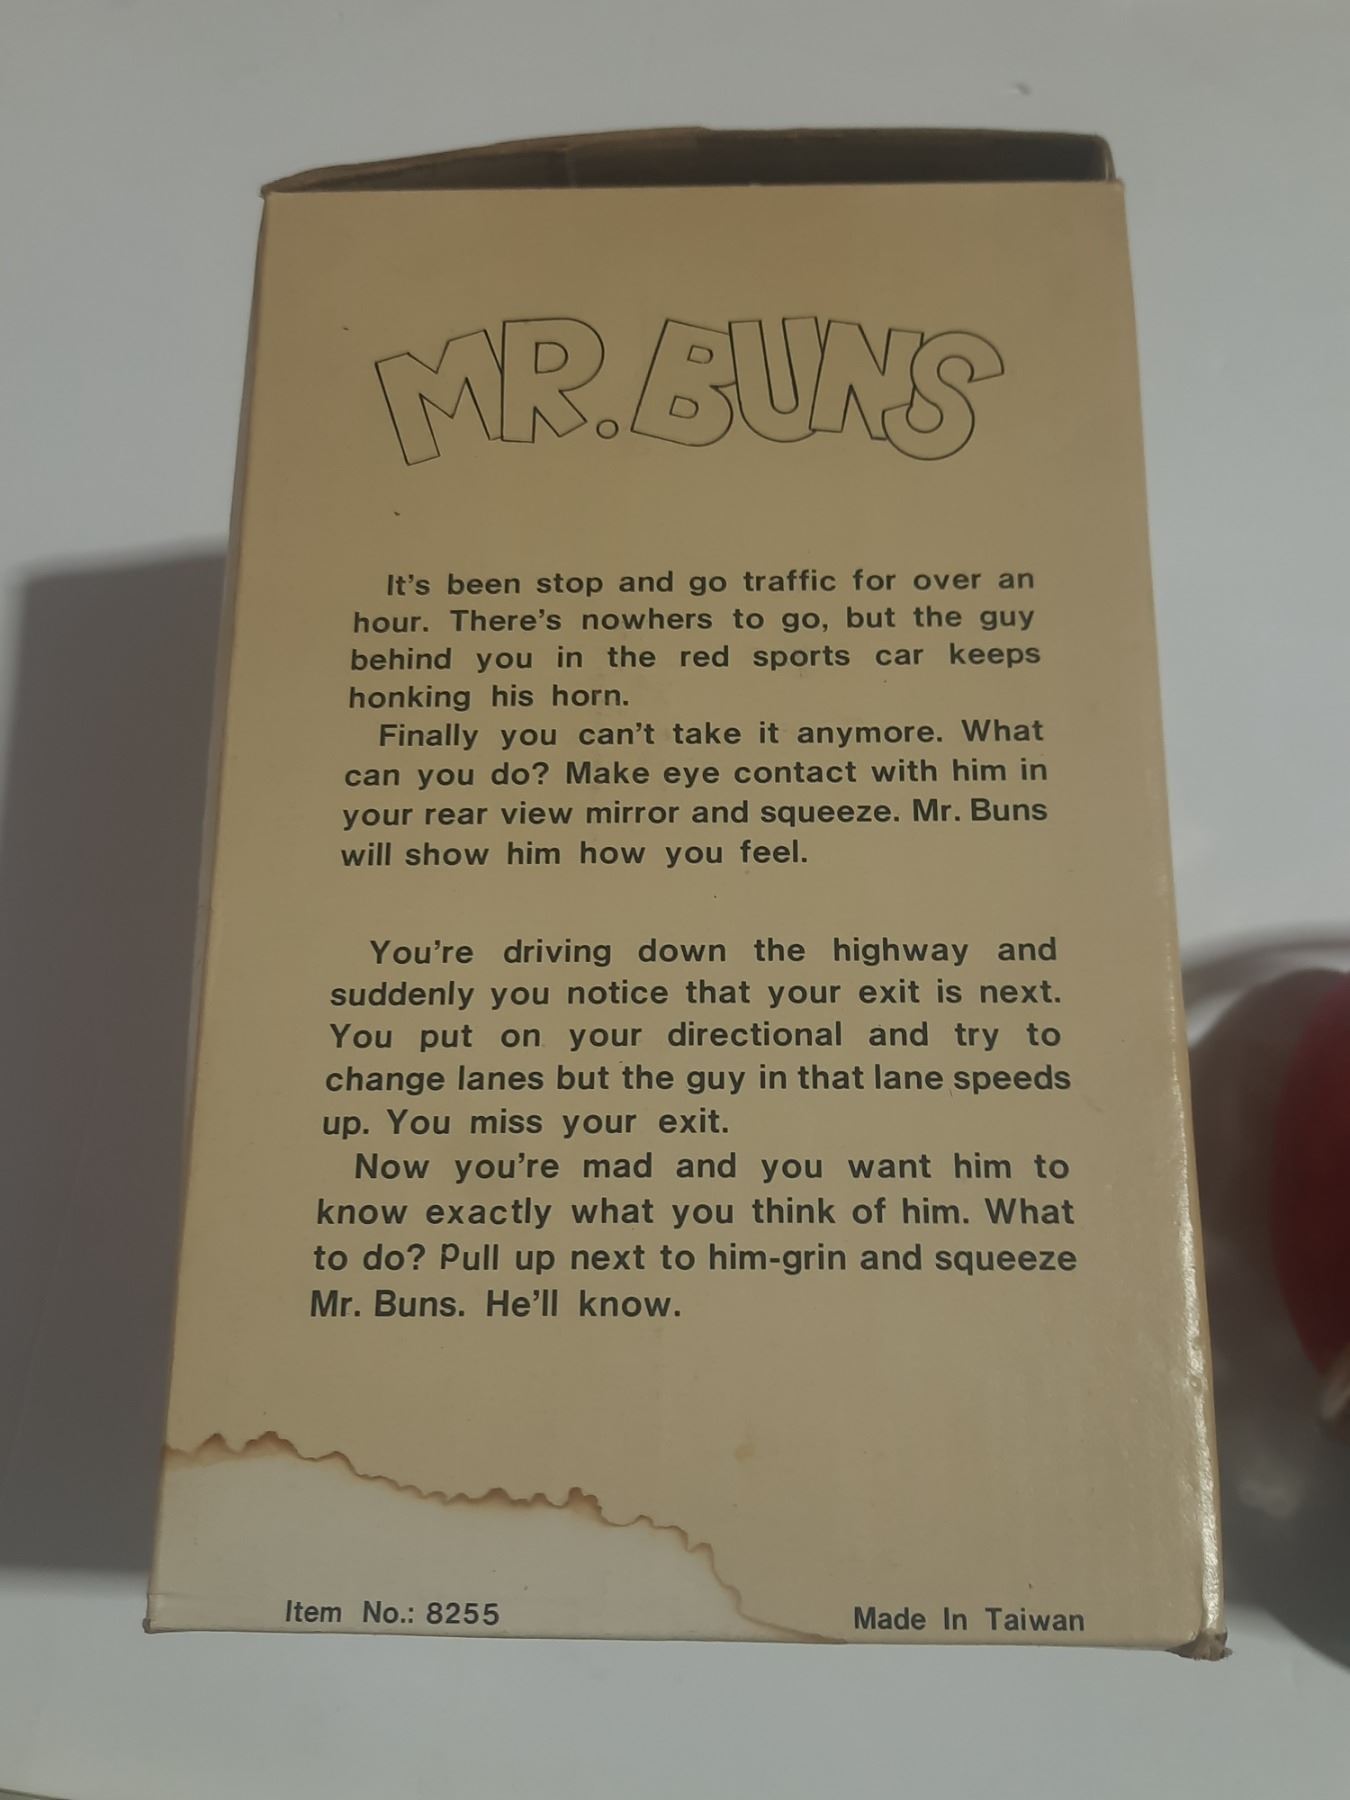 MR. BUNS
It's been stop and go traffic for over an
hour. There's nowhers to go, but the guy
behind you in the red sports car keeps
honking his horn.
Finally you can't take it anymore. What
can you do? Make eye contact with him in
your rear view mirror and squeeze. Mr. Buns
will show him how you feel.
You're driving down the highway and
suddenly you notice that your exit is next.
You put on your directional and try to
change lanes but the guy in that lane speeds
up. You miss your exit.
Now you're mad and you want him to
know exactly what you think of him. What
to do? Pull up next to him-grin and squeeze
Mr. Buns. He'll know.
Item No.: 8255
Made In Taiwan